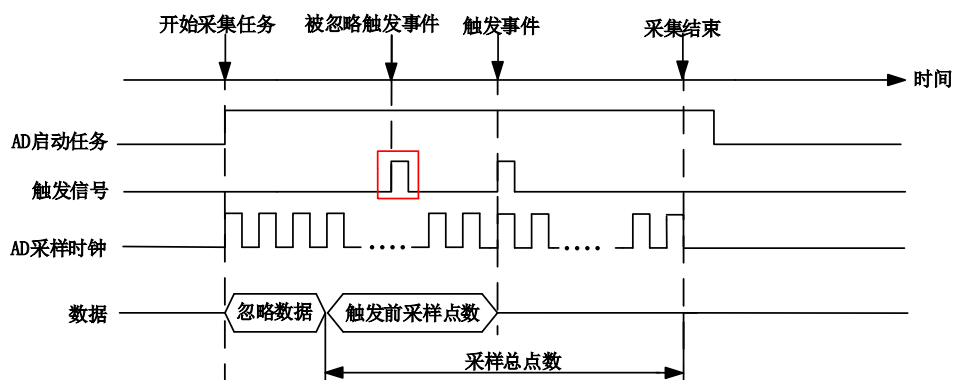 开始采集任务
被忽略触发事件
触发事件
采集结束
时间
AD启动任务
触发信号
AD采样时钟
数据
忽略数据
触发前采样点数
采样总点数